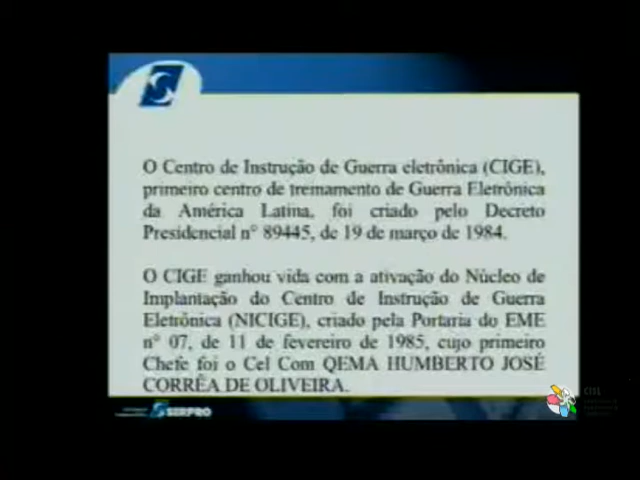 O Centro de Instrução de Guerra eletrônica (CIGE),
primeiro centro de treinamento de Guerra Eletrônica
da América Latina, foi criado pelo Decreto
Presidencial n° 89445, de 19 de março de 1984.
O CIGE ganhou vida com a ativação do Núcleo de
Implantação do Centro de Instrução de Guerra
Eletrônica (NICIGE), criado pela Portaria do EME
n° 07, de 11 de fevereiro de 1985, cujo primeiro
Chefe foi o Cel Com QEMA HUMBERTO JOSÉ
CORRÊA DE OLIVEIRA.
SERPRO